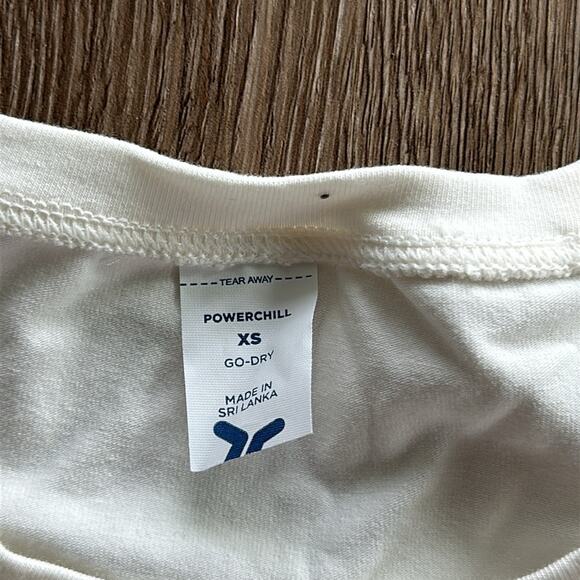 TEAR AWAY
POWERCHILL
XS
GO-DRY
MADE IN
SRI LANKA